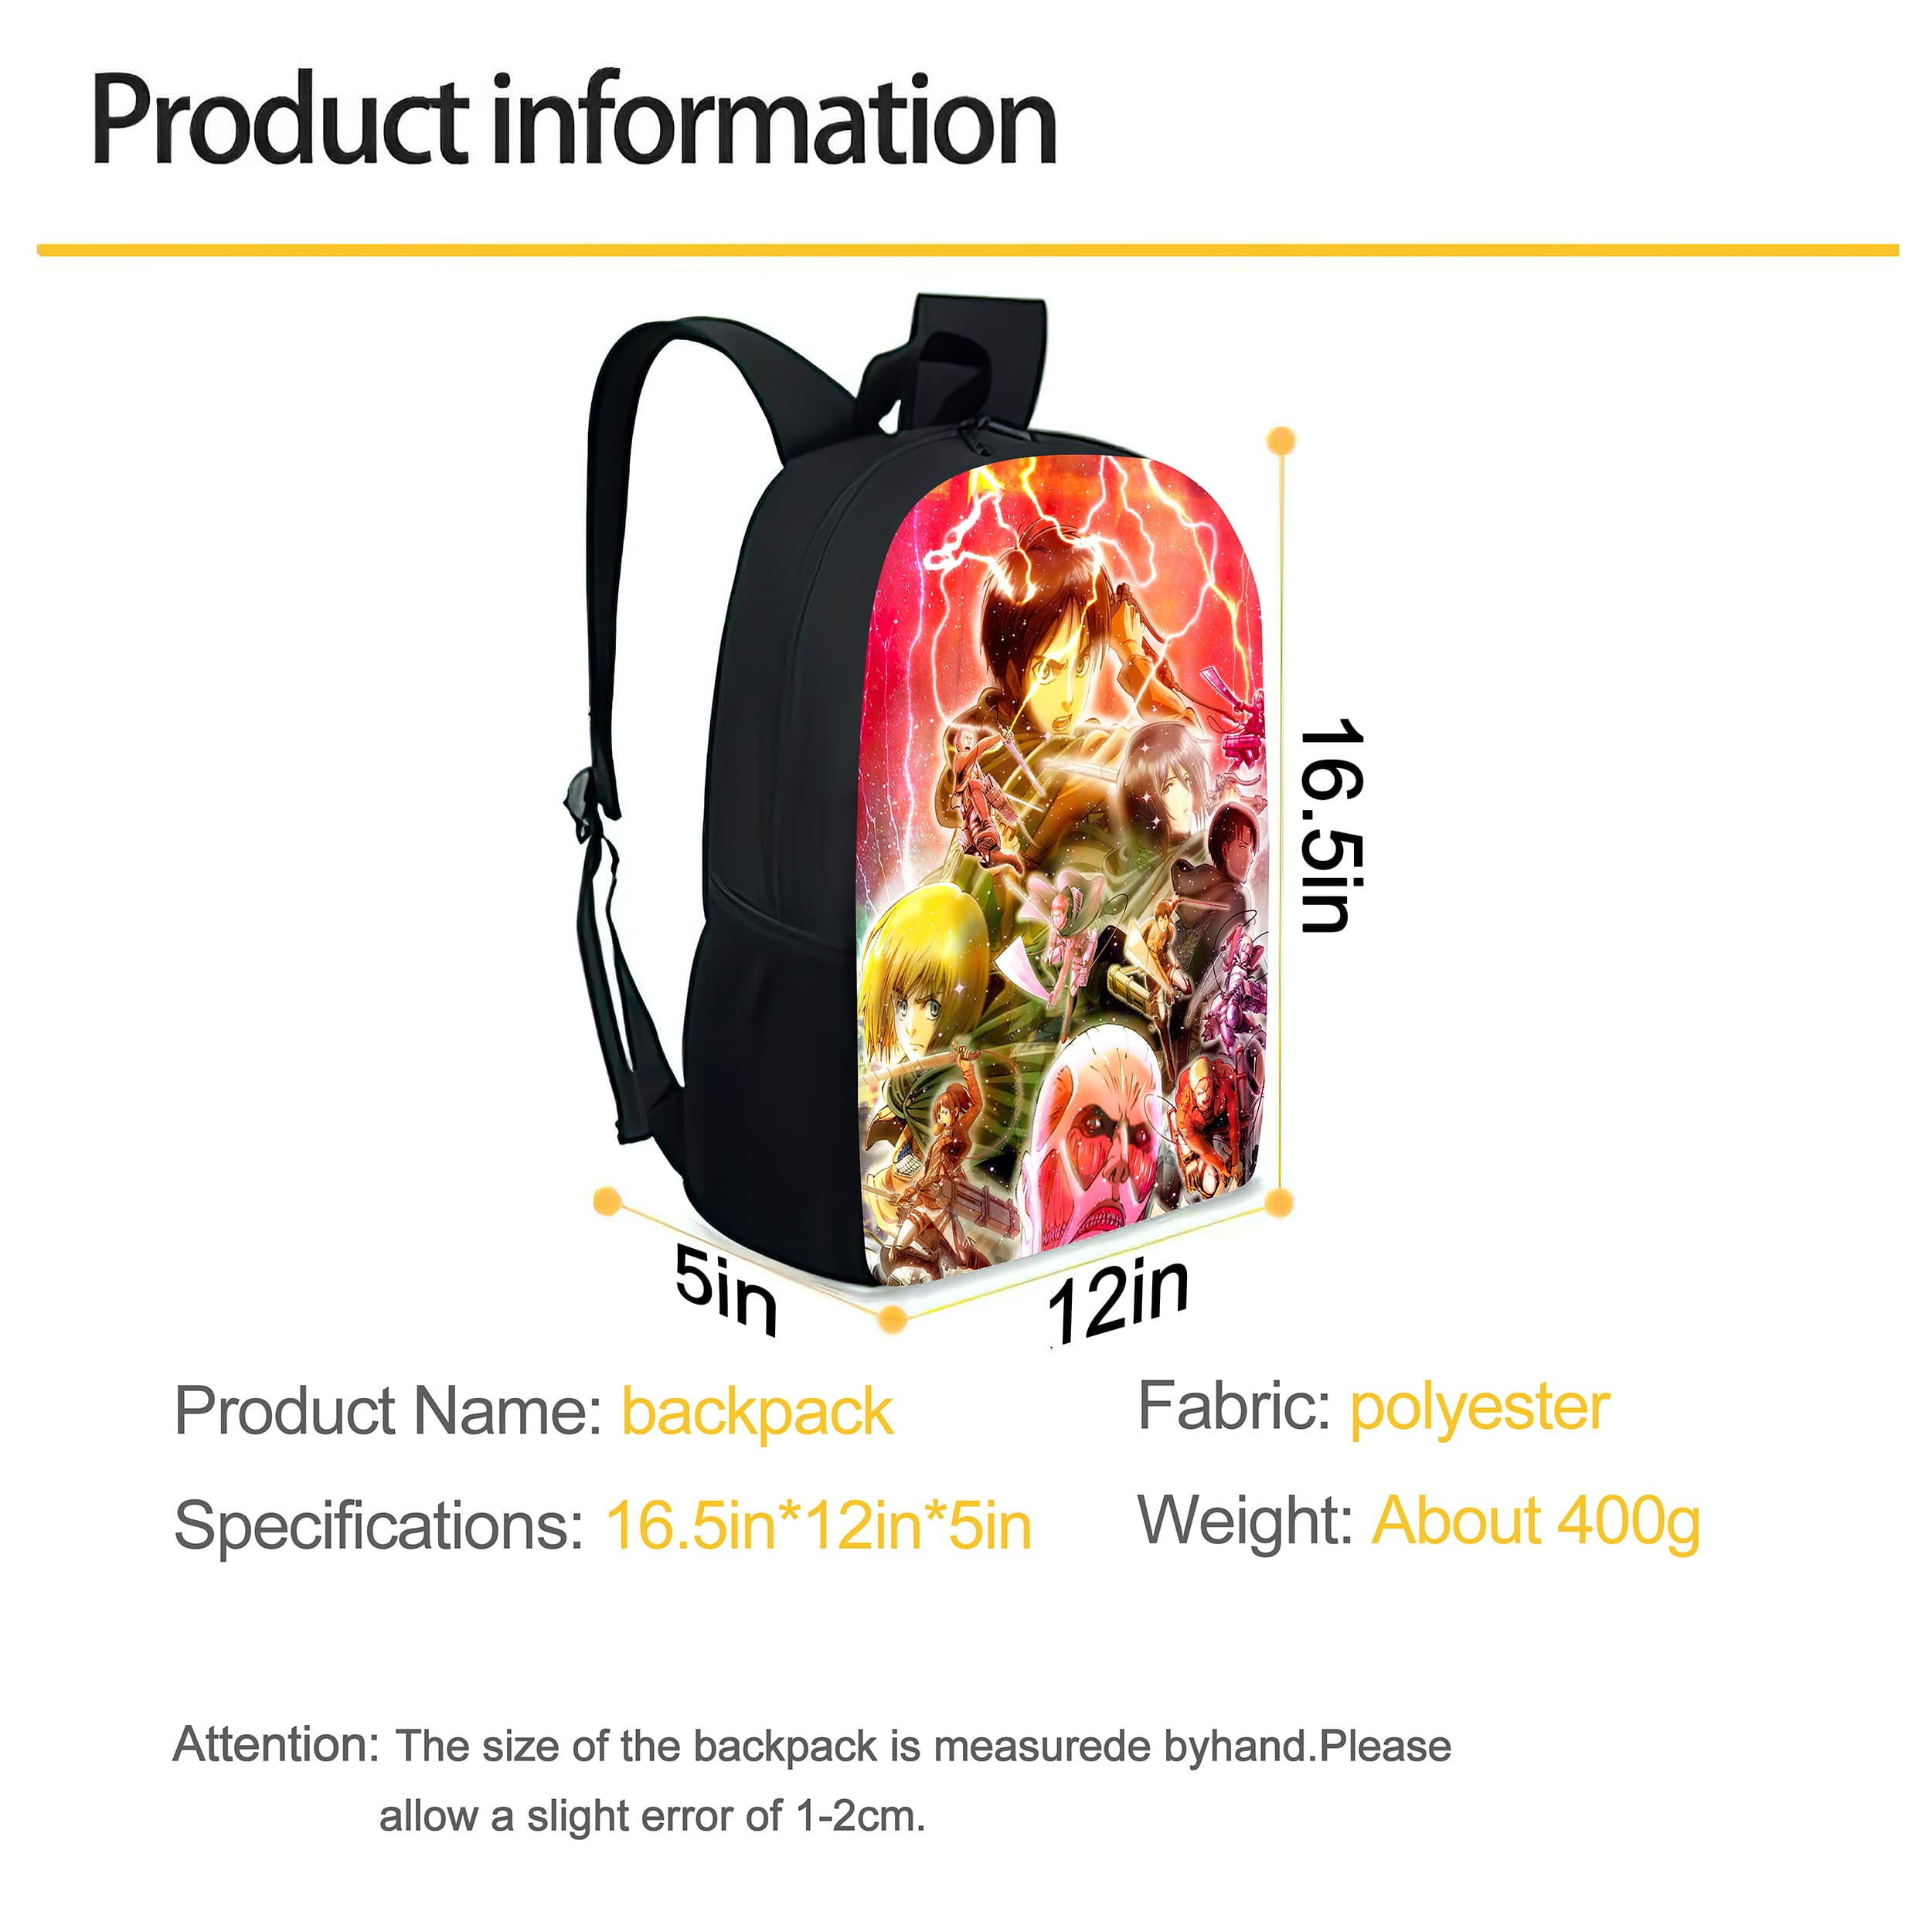 Product information
16.5in
5in
12in
Product Name: backpack
Fabric: polyester
Specifications: 16.5in*12in*5in
Weight: About 400g
Attention: The size of the backpack is measurede byhand.Please
allow a slight error of 1-2cm.